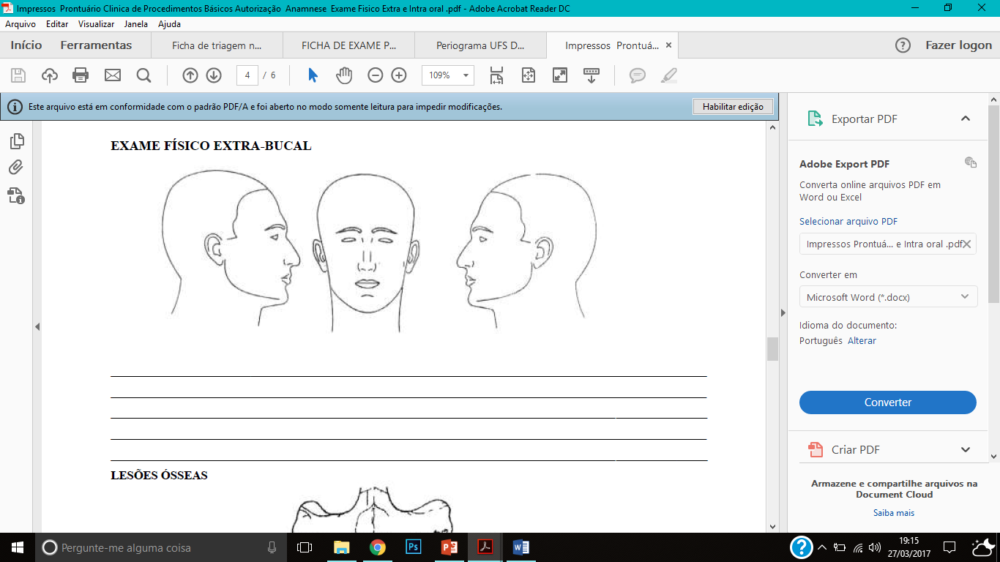 Impressos  Prontuário Clinica de Procedimentos Básicos Autorização  Anamnese  Exame Fisico Extra e Intra oral .pdf - Adobe Acrobat Reader DC
Arquivo Editar Visualizar Janela Ajuda
Início Ferramentas Ficha de triagem n... FICHA DE EXAME P... Periograma UFS D... Impressos  Prontuá... × ? Fazer logon
4 / 6 109%
Este arquivo está em conformidade com o padrão PDF/A e foi aberto no modo somente leitura para impedir modificações. Habilitar edição
EXAME FÍSICO EXTRA-BUCAL
LESÕES ÓSSEAS
Exportar PDF
Adobe Export PDF
Converta online arquivos PDF em
Word ou Excel
Selecionar arquivo PDF
Impressos Prontuá... e Intra oral .pdf
Converter em
Microsoft Word (*.docx)
Idioma do documento:
Português Alterar
Converter
Criar PDF
Armazene e compartilhe arquivos na
Document Cloud
Saiba mais
Pergunte-me alguma coisa
Ps
?
19:15
27/03/2017